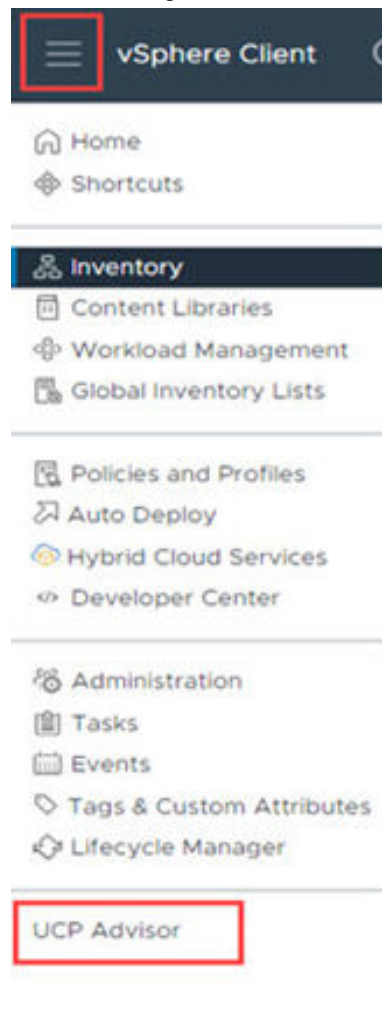 vSphere Client
Home
Shortcuts
Inventory
Content Libraries
Workload Management
Global Inventory Lists
Policies and Profiles
Auto Deploy
Hybrid Cloud Services
Developer Center
Administration
Tasks
Events
Tags & Custom Attributes
Lifecycle Manager
UCP Advisor